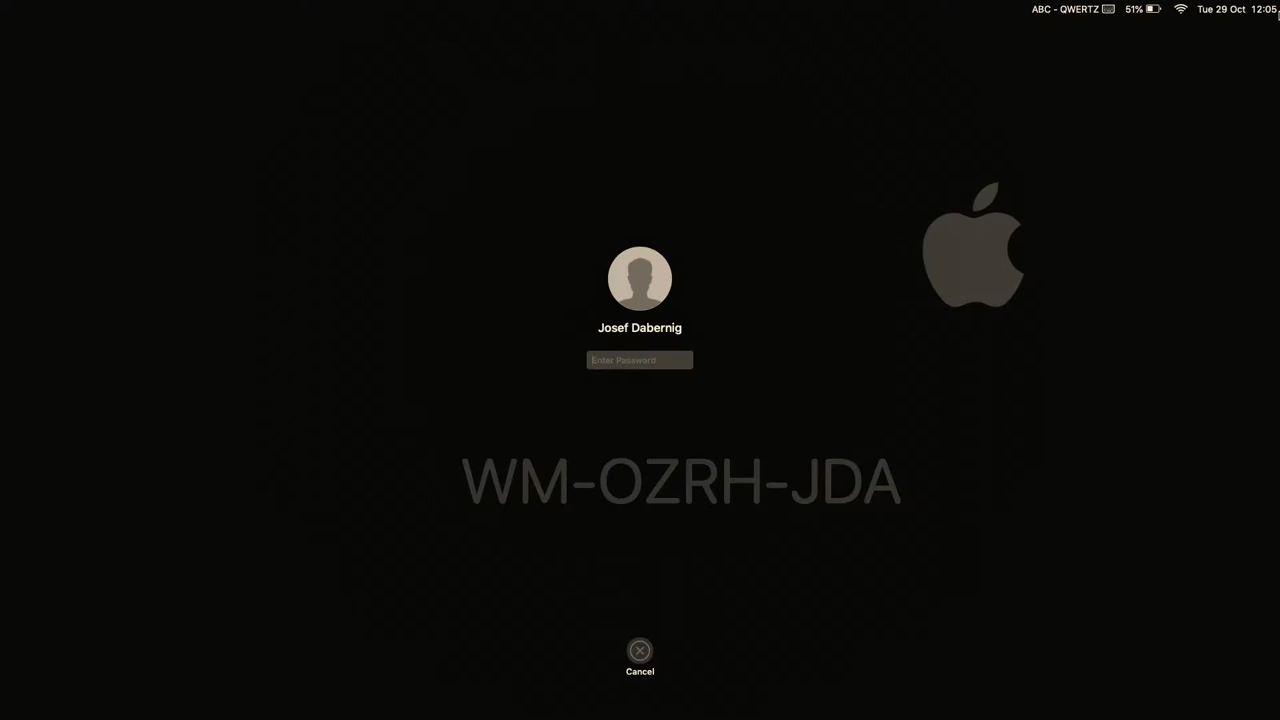 ABC - QWERTZ 51% Tue 29 Oct 12:05
Josef Dabernig
Enter Password
WM-OZRH-JDA
Cancel